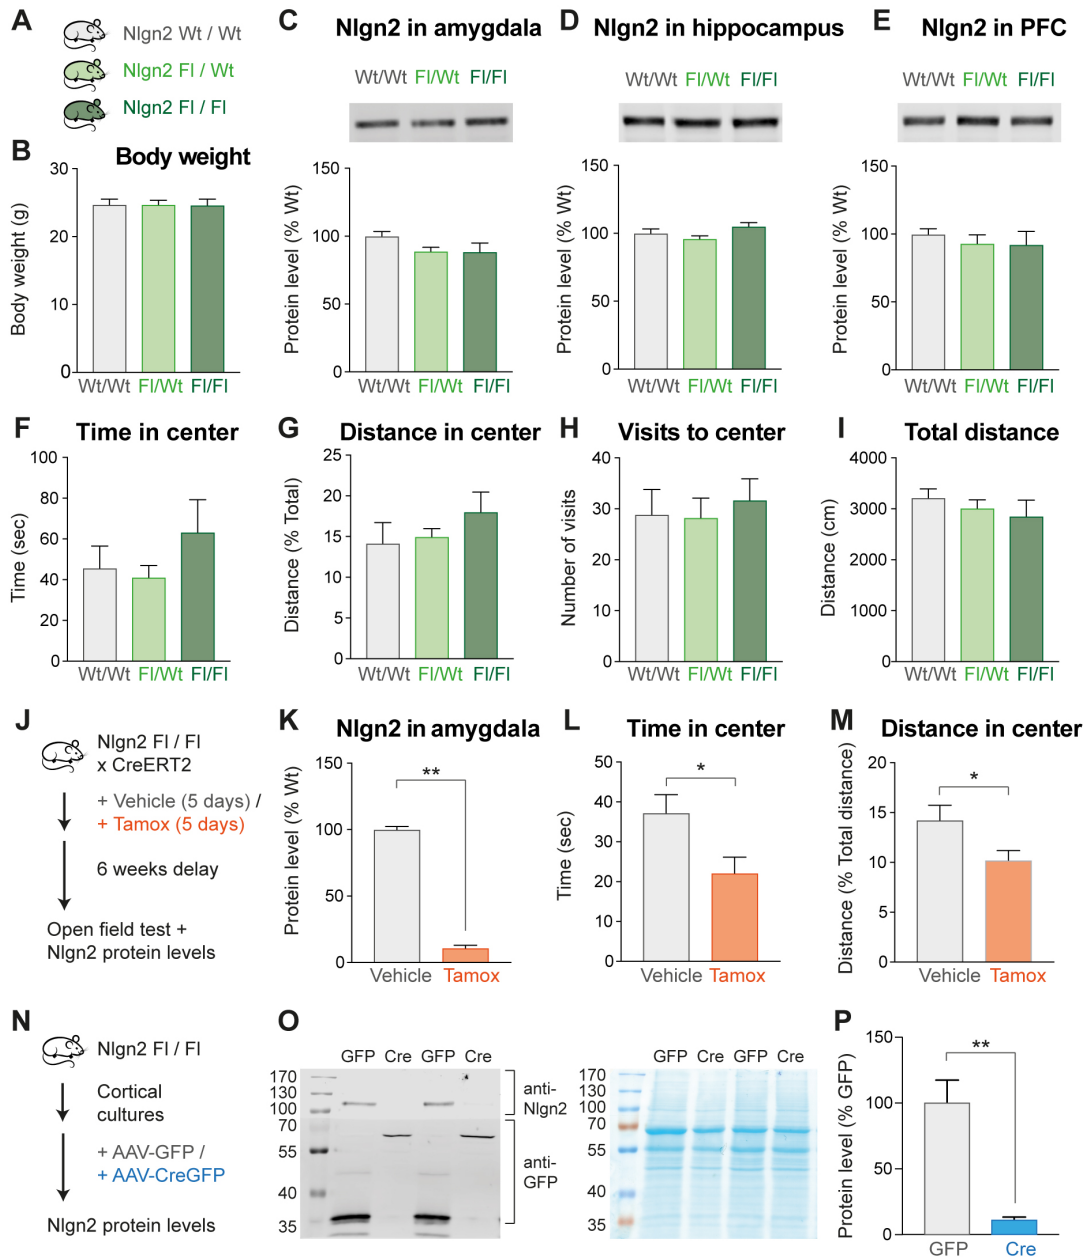 A
Nlgn2 Wt / Wt
Nlgn2 Fl / Wt
Nlgn2 Fl / Fl
B
Body weight
Body weight (g)
30
20
10
0
Wt/Wt Fl/Wt Fl/Fl
C
Nlgn2 in amygdala
Wt/Wt Fl/Wt Fl/Fl
Protein level (% Wt)
150
100
50
0
Wt/Wt Fl/Wt Fl/Fl
D
Nlgn2 in hippocampus
Wt/Wt Fl/Wt Fl/Fl
Protein level (% Wt)
150
100
50
0
Wt/Wt Fl/Wt Fl/Fl
E
Nlgn2 in PFC
Wt/Wt Fl/Wt Fl/Fl
Protein level (% Wt)
150
100
50
0
Wt/Wt Fl/Wt Fl/Fl
F
Time in center
Time (sec)
100
80
60
40
20
0
Wt/Wt Fl/Wt Fl/Fl
G
Distance in center
Distance (% Total)
25
20
15
10
5
0
Wt/Wt Fl/Wt Fl/Fl
H
Visits to center
Number of visits
40
30
20
10
0
Wt/Wt Fl/Wt Fl/Fl
I
Total distance
Distance (cm)
4000
3000
2000
1000
0
Wt/Wt Fl/Wt Fl/Fl
J
Nlgn2 Fl / Fl
x CreERT2
+ Vehicle (5 days) /
+ Tamox (5 days)
6 weeks delay
Open field test +
Nlgn2 protein levels
K
Nlgn2 in amygdala
Protein level (% Wt)
150
100
50
0
**
Vehicle Tamox
L
Time in center
Time (sec)
50
40
30
20
10
0
*
Vehicle Tamox
M
Distance in center
Distance (% Total distance)
20
15
10
5
0
*
Vehicle Tamox
N
Nlgn2 Fl / Fl
Cortical
cultures
+ AAV-GFP /
+ AAV-CreGFP
Nlgn2 protein levels
O
GFP Cre GFP Cre
170
130
100
70
55
40
35
anti-
Nlgn2
anti-
GFP
GFP Cre GFP Cre
170
130
100
70
55
40
35
P
Protein level (% GFP)
150
100
50
0
**
GFP Cre